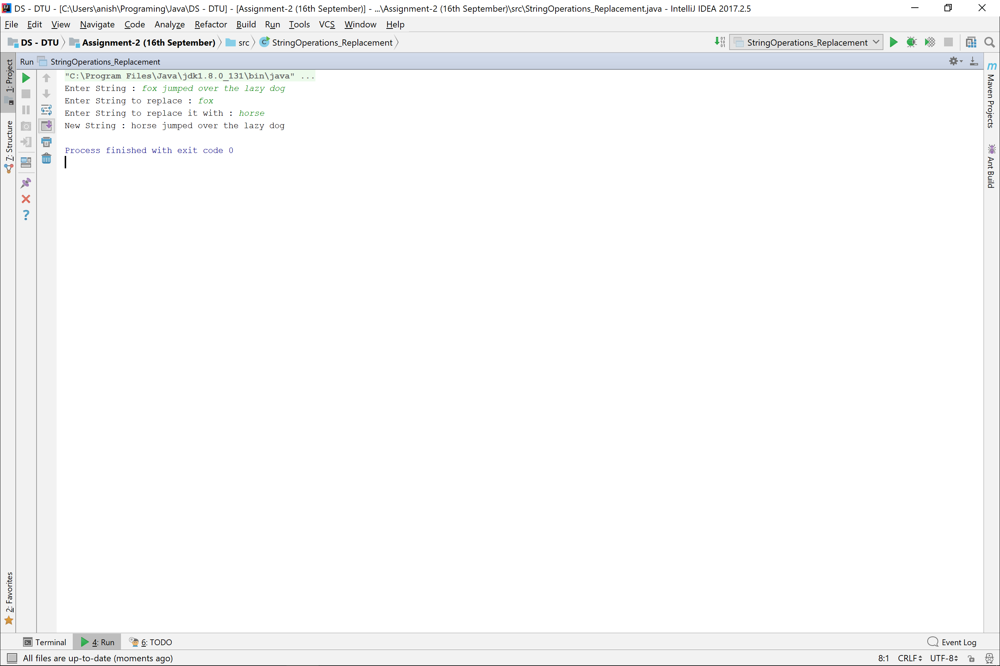 DS - DTU - [C:\Users\anish\Programing\Java\DS - DTU] - [Assignment-2 (16th September)] - ...\Assignment-2 (16th September)\src\StringOperations_Replacement.java - IntelliJ IDEA 2017.2.5
File Edit View Navigate Code Analyze Refactor Build Run Tools VCS Window Help
DS - DTU Assignment-2 (16th September) src StringOperations_Replacement StringOperations_Replacement
Run StringOperations_Replacement
1: Project
7: Structure
2: Favorites
"C:\Program Files\Java\jdk1.8.0_131\bin\java" ...
Enter String : fox jumped over the lazy dog
Enter String to replace : fox
Enter String to replace it with : horse
New String : horse jumped over the lazy dog
Process finished with exit code 0
Maven Projects
Ant Build
Terminal 4: Run 6: TODO Event Log
All files are up-to-date (moments ago) 8:1 CRLF UTF-8